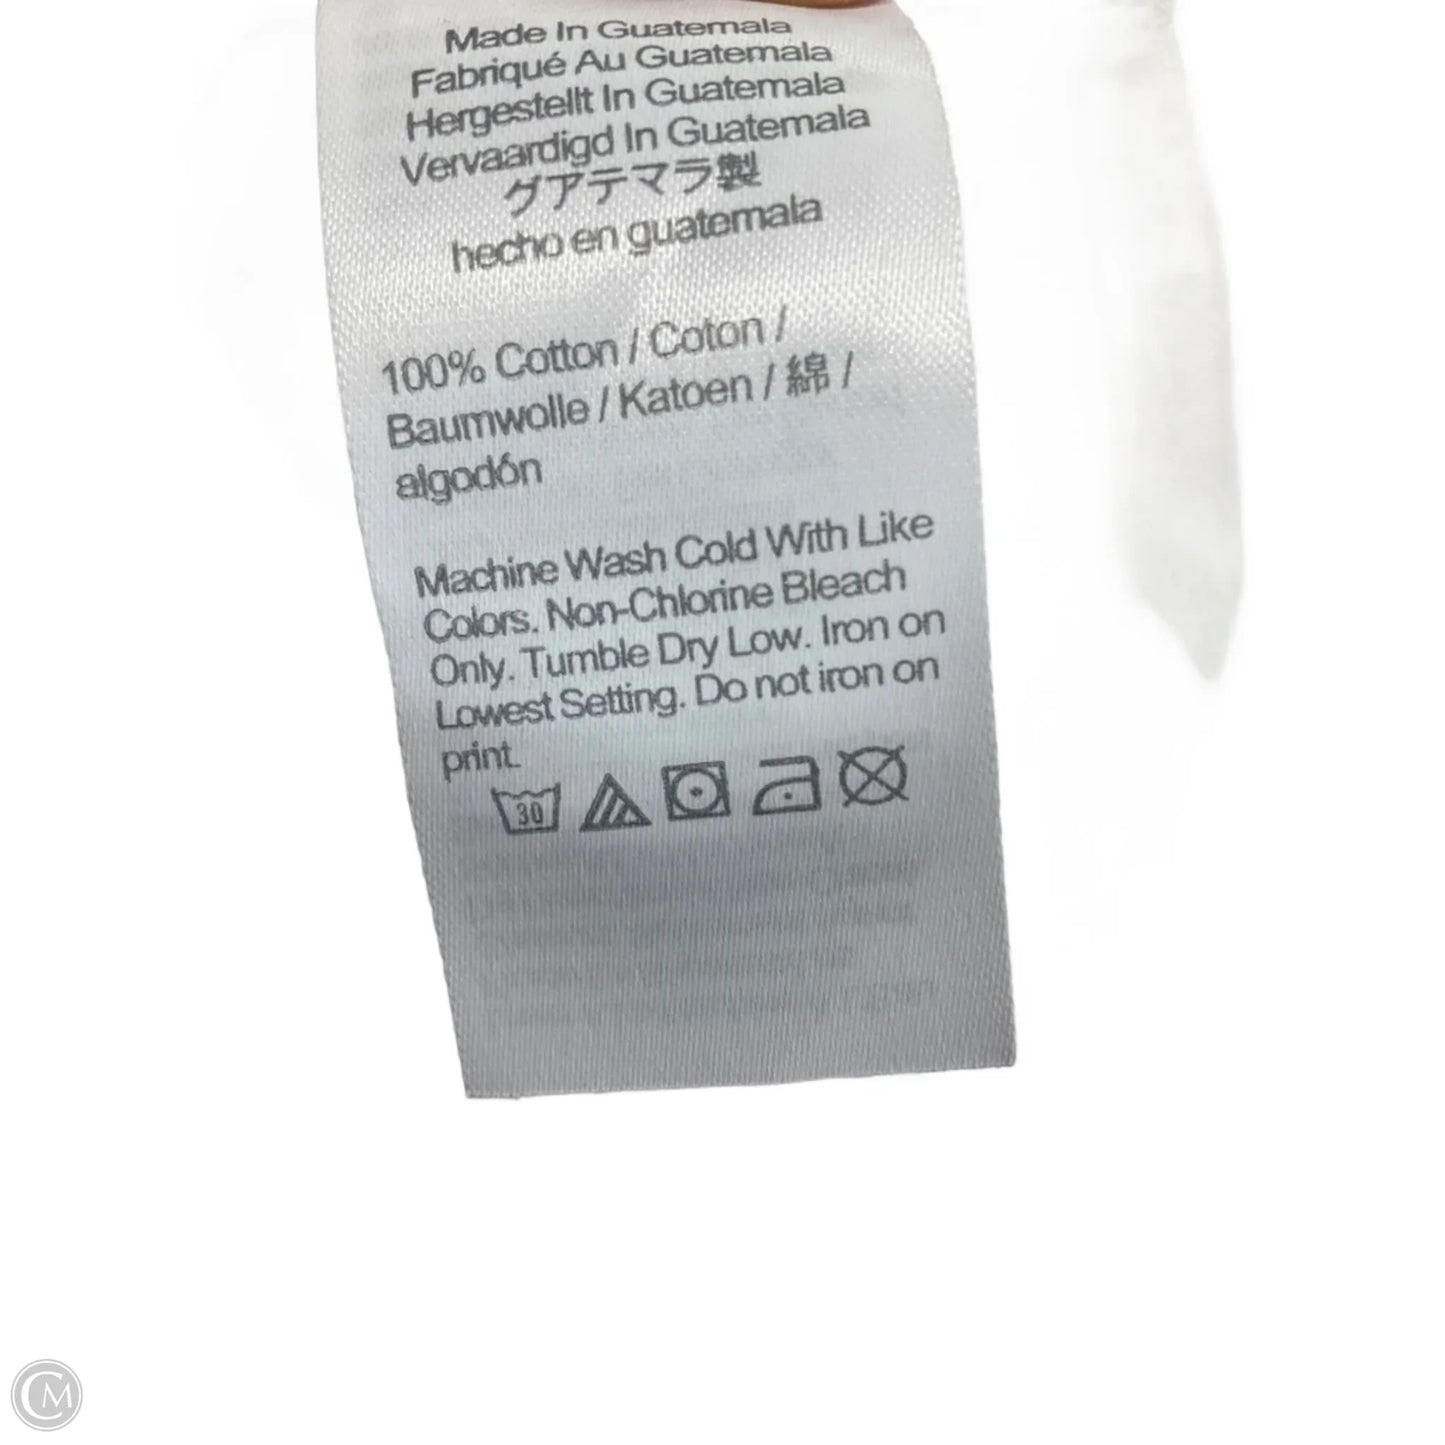 Made In Guatemala
Fabriqué Au Guatemala
Hergestellt In Guatemala
Vervaardigd In Guatemala
グアテマラ製
hecho en guatemala
100% Cotton / Coton /
Baumwolle / Katoen / 綿 /
algodón
Machine Wash Cold With Like
Colors. Non-Chlorine Bleach
Only. Tumble Dry Low. Iron on
Lowest Setting. Do not iron on
print.
30
CM